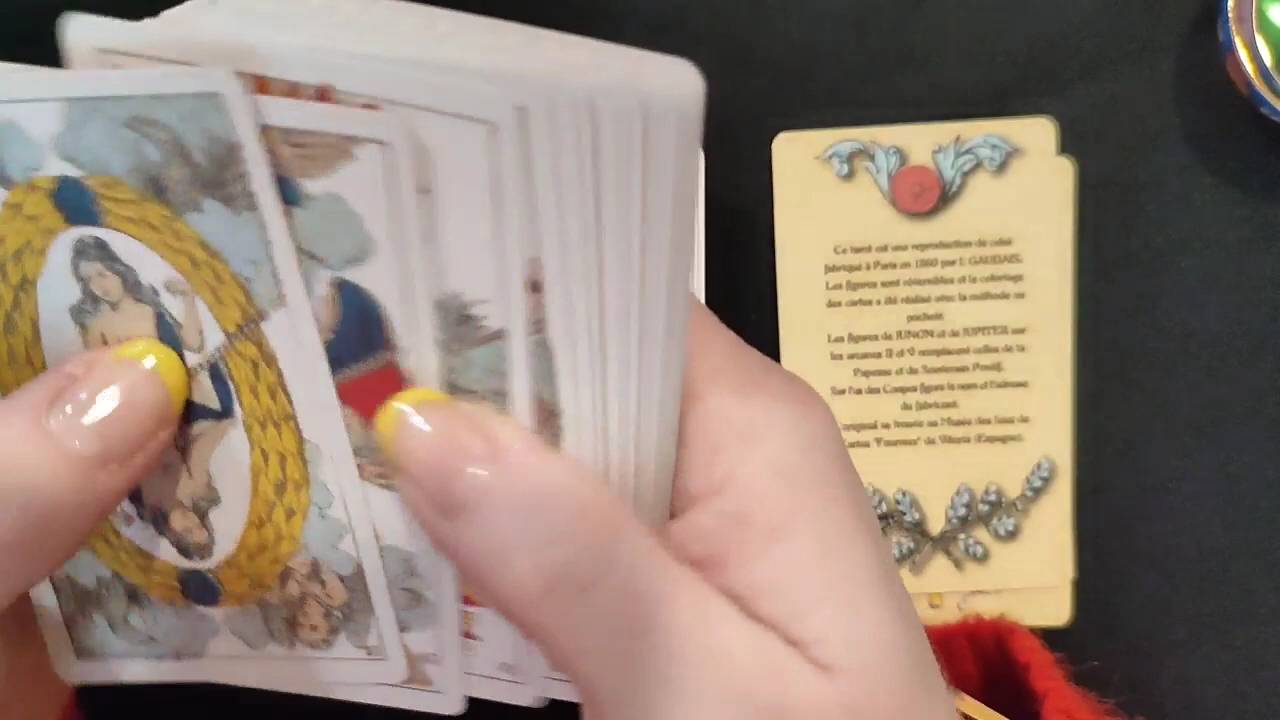 Ce tarot est une reproduction de celui
fabriqué à Paris en 1860 par I. GAUDAIS.
Les figures sont réversibles et le coloriage
des cartes a été réalisé avec la méthode au
pochoir.
Les figures de JUNON et de JUPITER sur
les arcanes II et V remplacent celles de la
Papesse et du Souverain Pontif.
Sur l'as des Coupes figure le nom et l'adresse
du fabricant.
original se trouve au Musée des Jeux de
Cartes "Fournier" de Vitoria (Espagne).